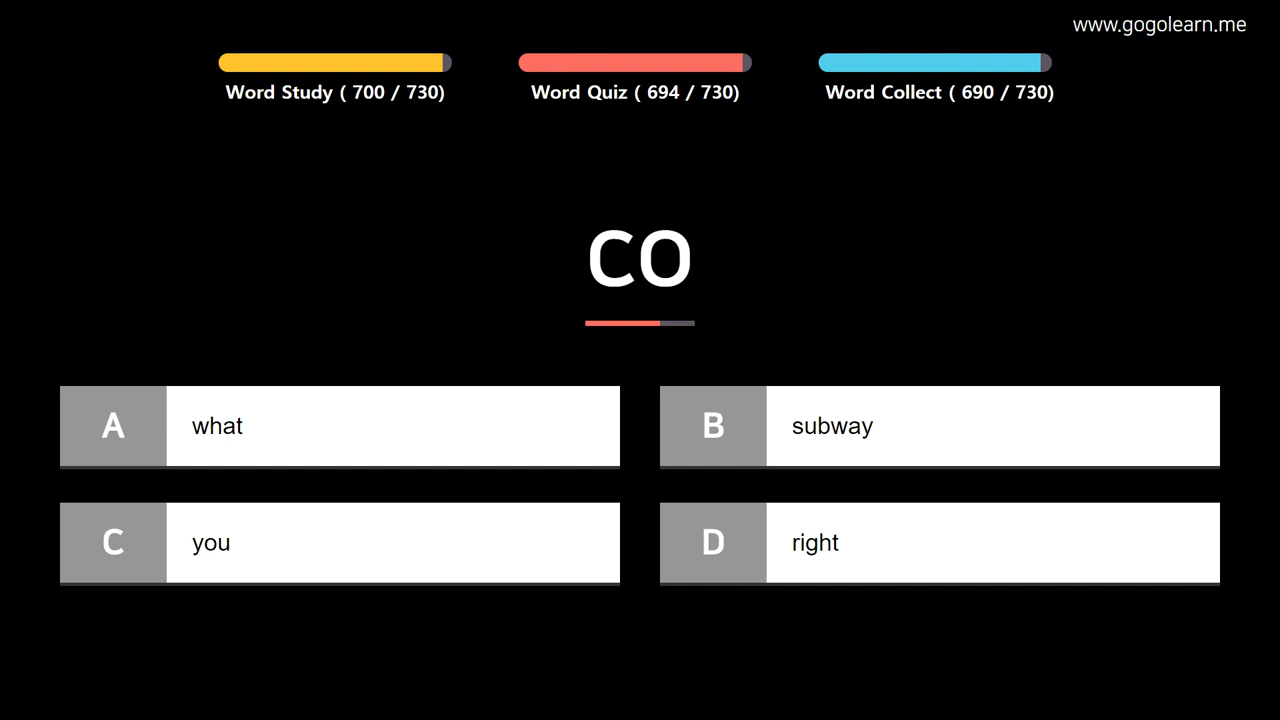 www.gogolearn.me
Word Study ( 700 / 730)
Word Quiz ( 694 / 730)
Word Collect ( 690 / 730)
CO
A what
B subway
C you
D right